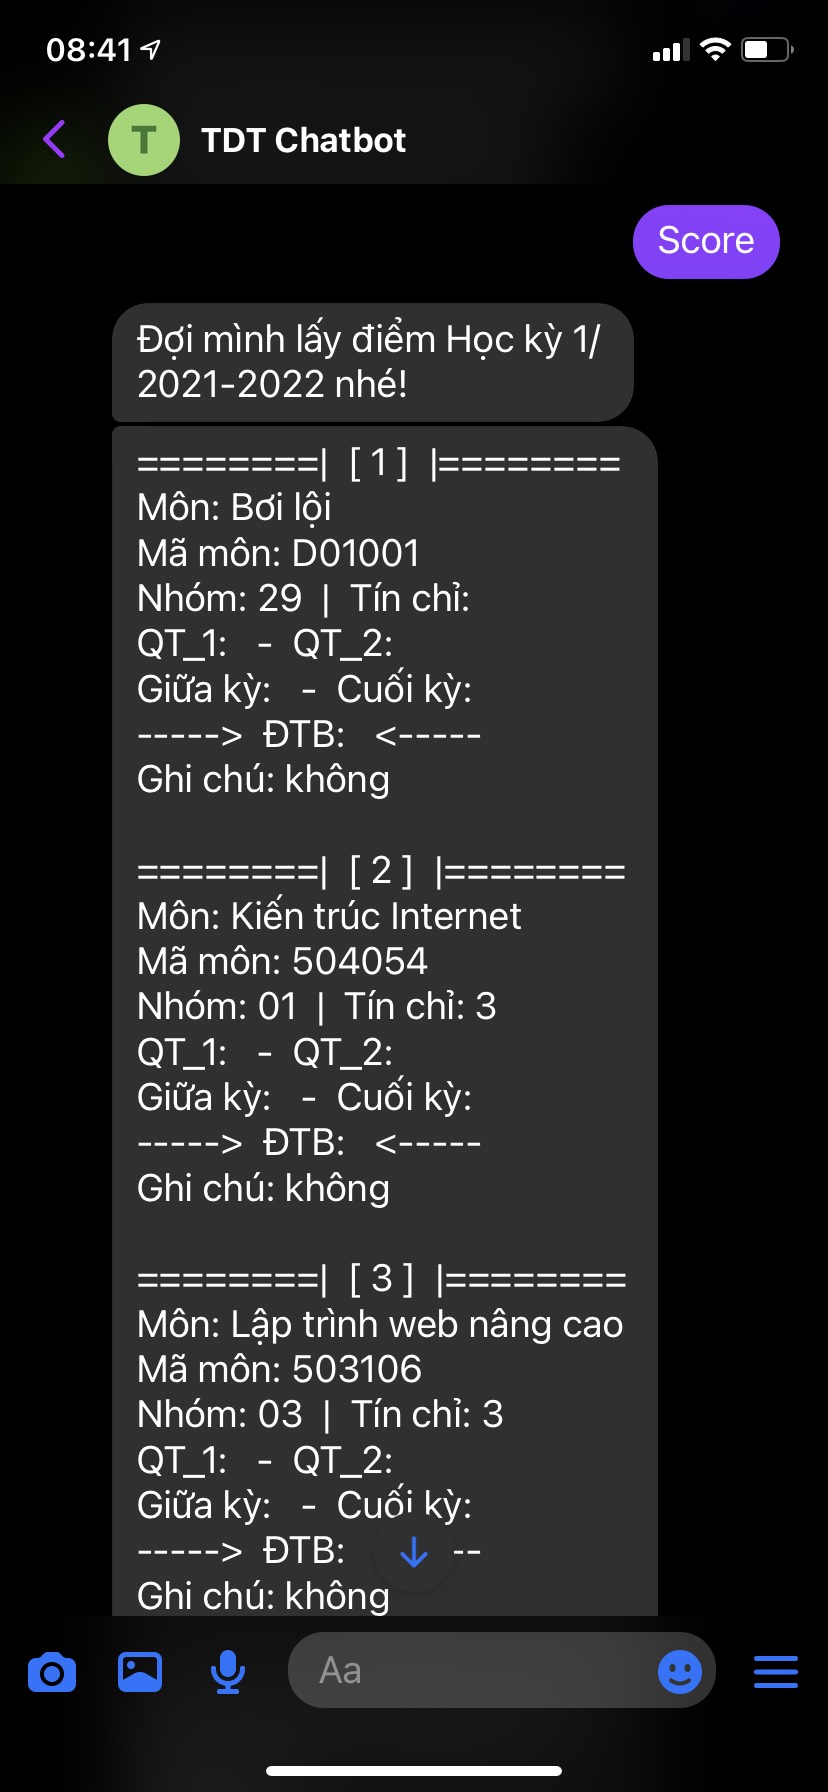 08:41
T
TDT Chatbot
Score
Đợi mình lấy điểm Học kỳ 1/
2021-2022 nhé!
========| [ 1 ] |========
Môn: Bơi lội
Mã môn: D01001
Nhóm: 29 | Tín chỉ:
QT_1: - QT_2:
Giữa kỳ: - Cuối kỳ:
-----> ĐTB: <-----
Ghi chú: không
========| [ 2 ] |========
Môn: Kiến trúc Internet
Mã môn: 504054
Nhóm: 01 | Tín chỉ: 3
QT_1: - QT_2:
Giữa kỳ: - Cuối kỳ:
-----> ĐTB: <-----
Ghi chú: không
========| [ 3 ] |========
Môn: Lập trình web nâng cao
Mã môn: 503106
Nhóm: 03 | Tín chỉ: 3
QT_1: - QT_2:
Giữa kỳ: - Cuối kỳ:
-----> ĐTB: --
Ghi chú: không
Aa